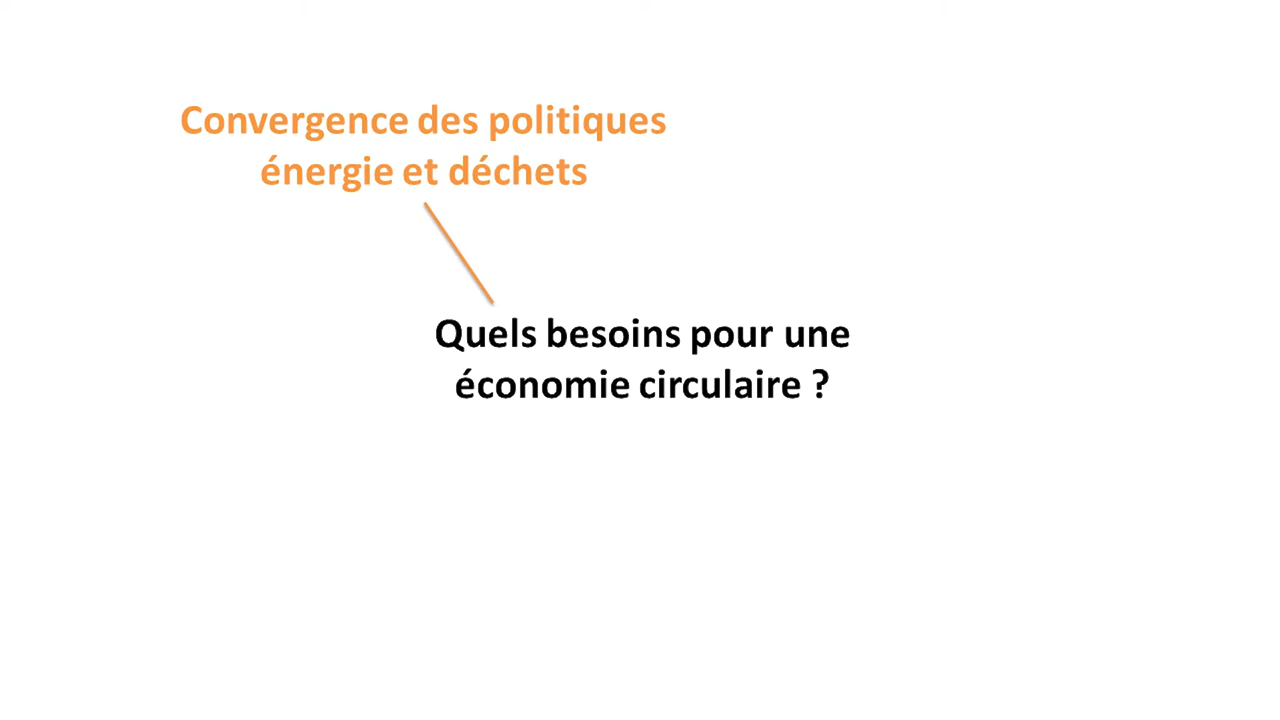 Convergence des politiques
énergie et déchets
Quels besoins pour une
économie circulaire ?